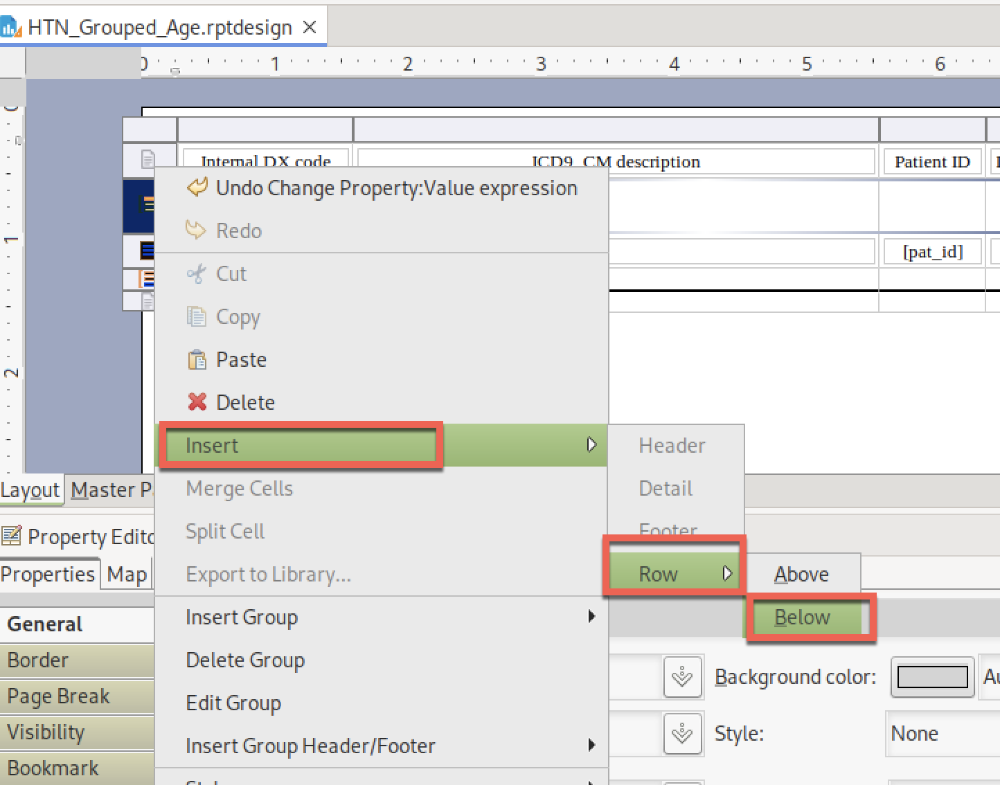 HTN_Grouped_Age.rptdesign
0 1 2 3 4 5 6
Internal DX code ICD9_CM description Patient ID
Undo Change Property:Value expression
Redo
[pat_id]
Cut
Copy
Paste
Delete
Insert
Header
Merge Cells
Detail
Split Cell
Footer
Export to Library...
Row
Above
Insert Group
Below
Delete Group
Edit Group
Insert Group Header/Footer
1
2
Layout Master P
Property Edito
Properties Map
General
Border
Page Break
Visibility
Bookmark
Background color:
Style: None